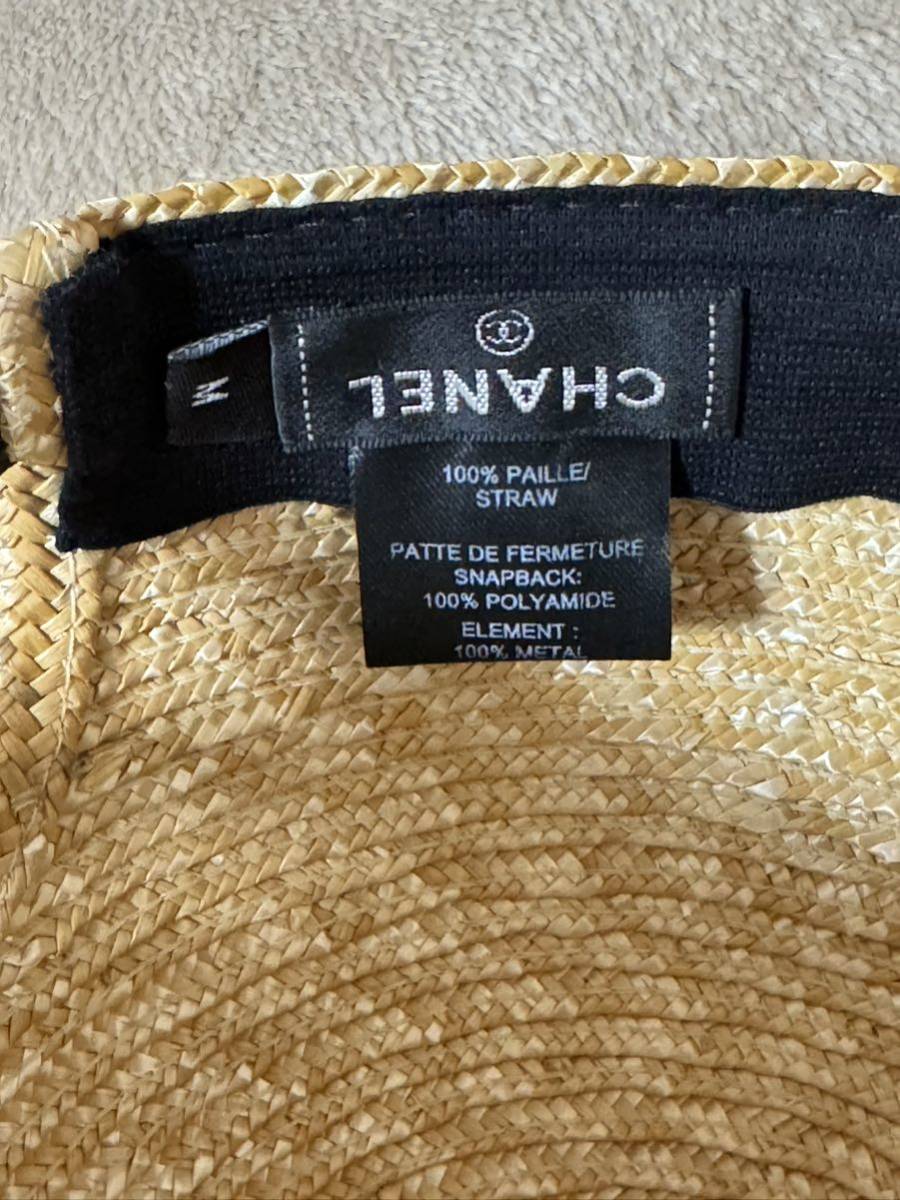 CHANEL
M
100% PAILLE/
STRAW
PATTE DE FERMETURE
SNAPBACK:
100% POLYAMIDE
ELEMENT :
100% METAL